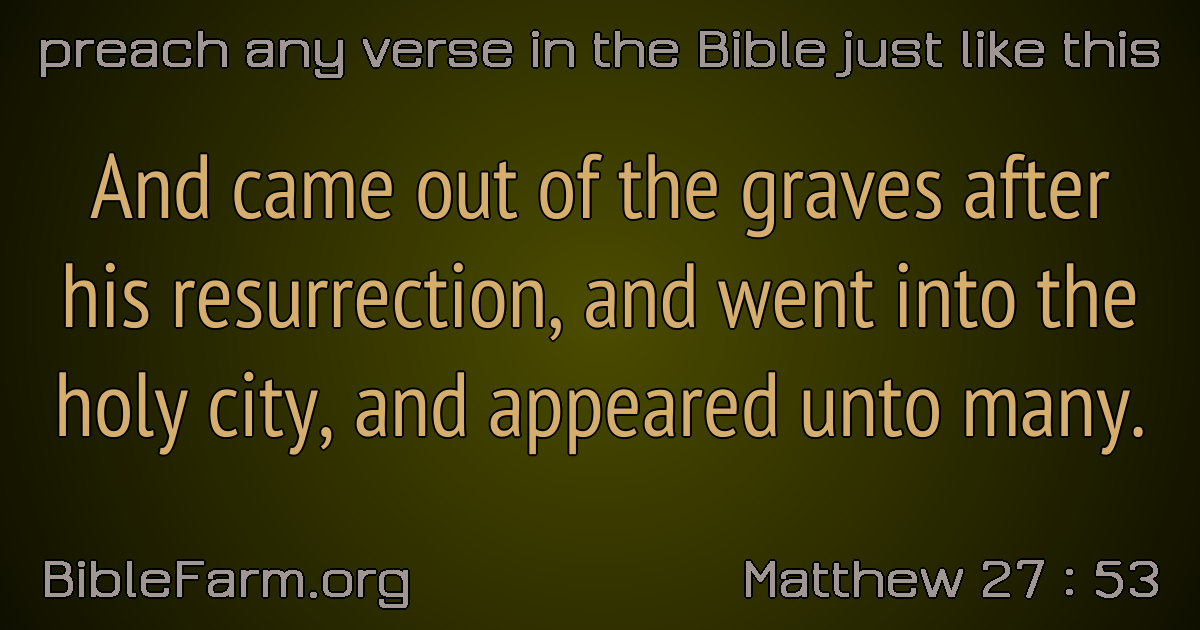 preach any verse in the Bible just like this
And came out of the graves after
his resurrection, and went into the
holy city, and appeared unto many.
BibleFarm.org
Matthew 27 : 53